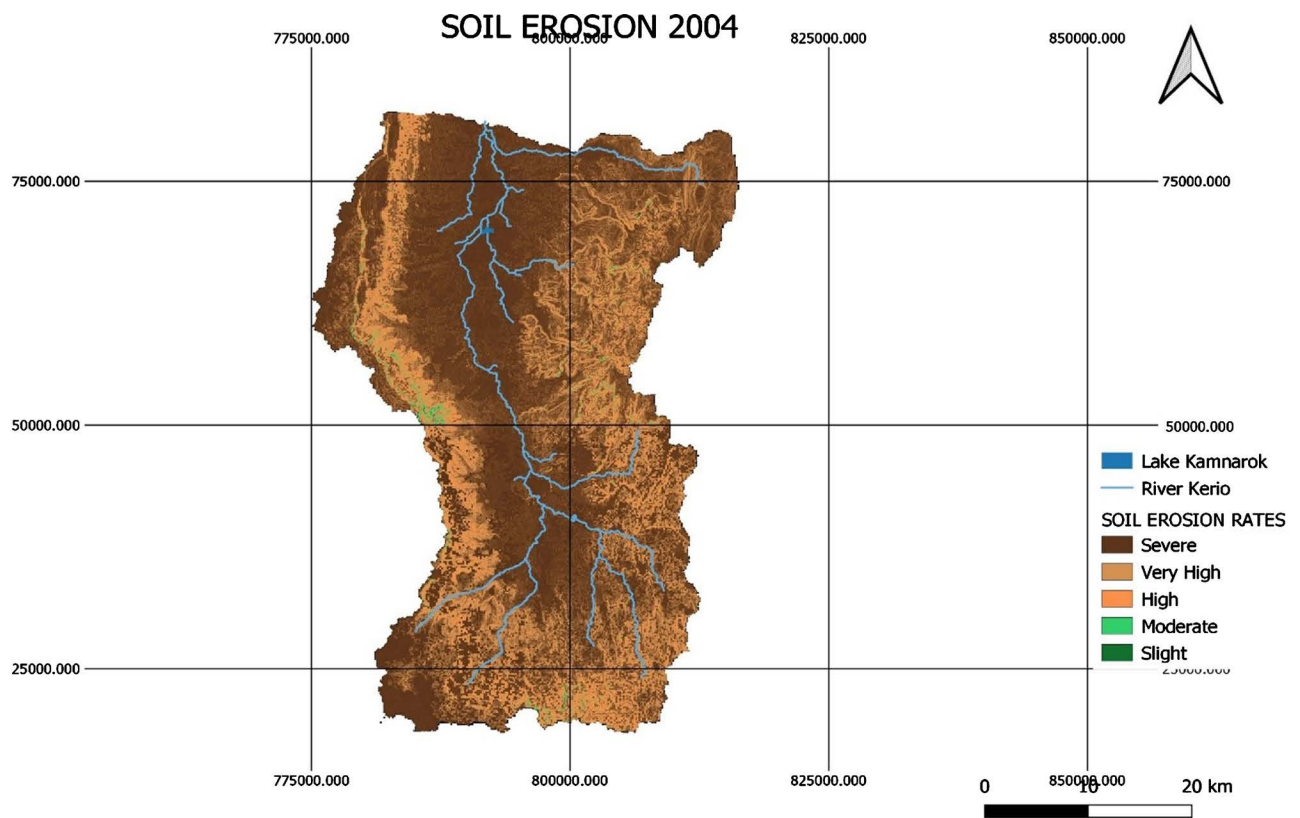 SOIL EROSION 2004
775000.000 800000.000 825000.000 850000.000
75000.000 75000.000
50000.000 50000.000
Lake Kamnarok
River Kerio
SOIL EROSION RATES
Severe
Very High
High
Moderate
Slight
25000.000 25000.000
775000.000 800000.000 825000.000 850000.000
0 10 20 km